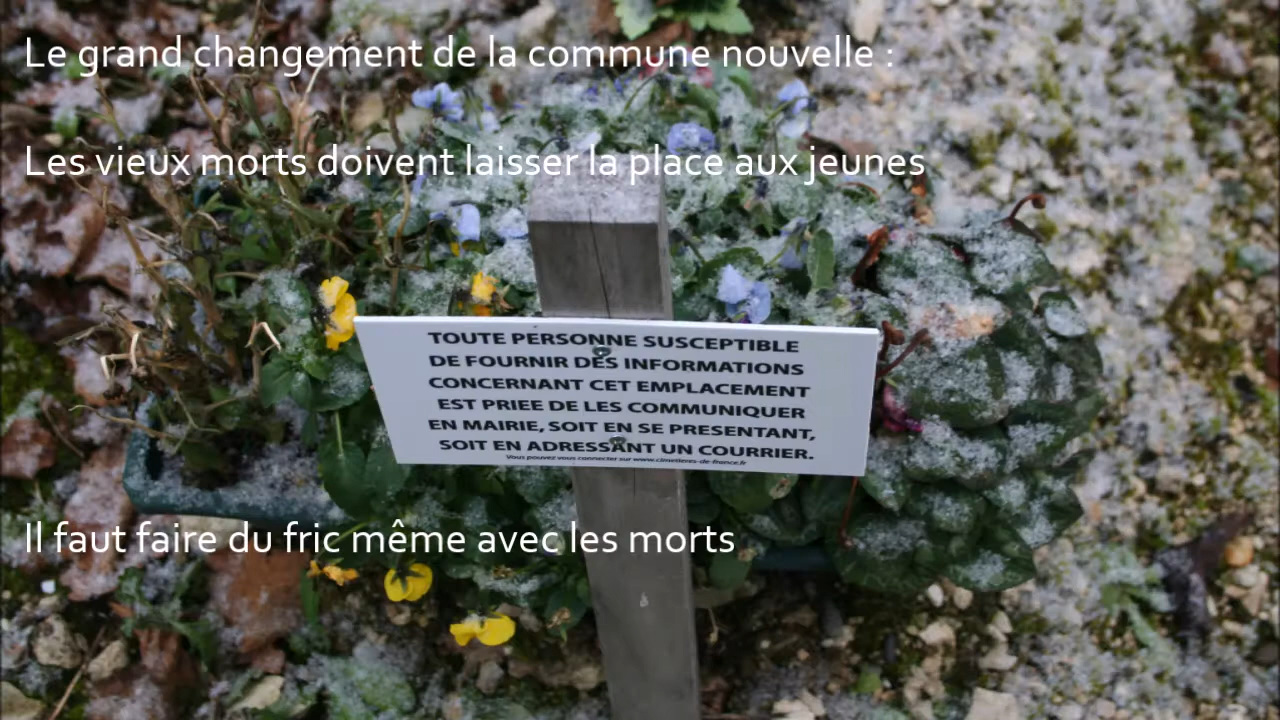 Le grand changement de la commune nouvelle :
Les vieux morts doivent laisser la place aux jeunes
TOUTE PERSONNE SUSCEPTIBLE
DE FOURNIR DES INFORMATIONS
CONCERNANT CET EMPLACEMENT
EST PRIEE DE LES COMMUNIQUER
EN MAIRIE, SOIT EN SE PRESENTANT,
SOIT EN ADRESSANT UN COURRIER.
Vous pouvez vous connecter sur www.cimetieres-de-france.fr
Il faut faire du fric même avec les morts